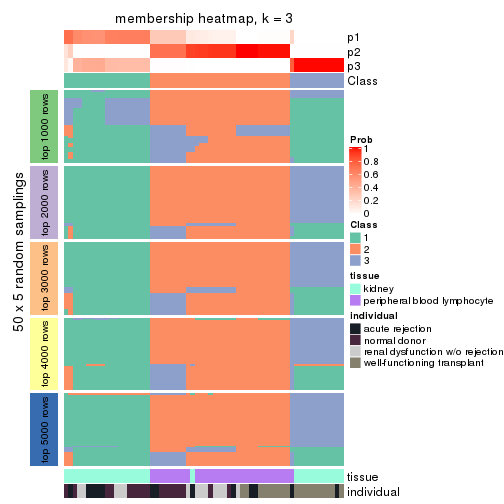 membership heatmap, k = 3
p1
p2
p3
Class
50 x 5 random samplings
top 1000 rows
top 2000 rows
top 3000 rows
top 4000 rows
top 5000 rows
Prob
1
0.8
0.6
0.4
0.2
0
Class
1
2
3
tissue
kidney
peripheral blood lymphocyte
individual
acute rejection
normal donor
renal dysfunction w/o rejection
well-functioning transplant
tissue
individual